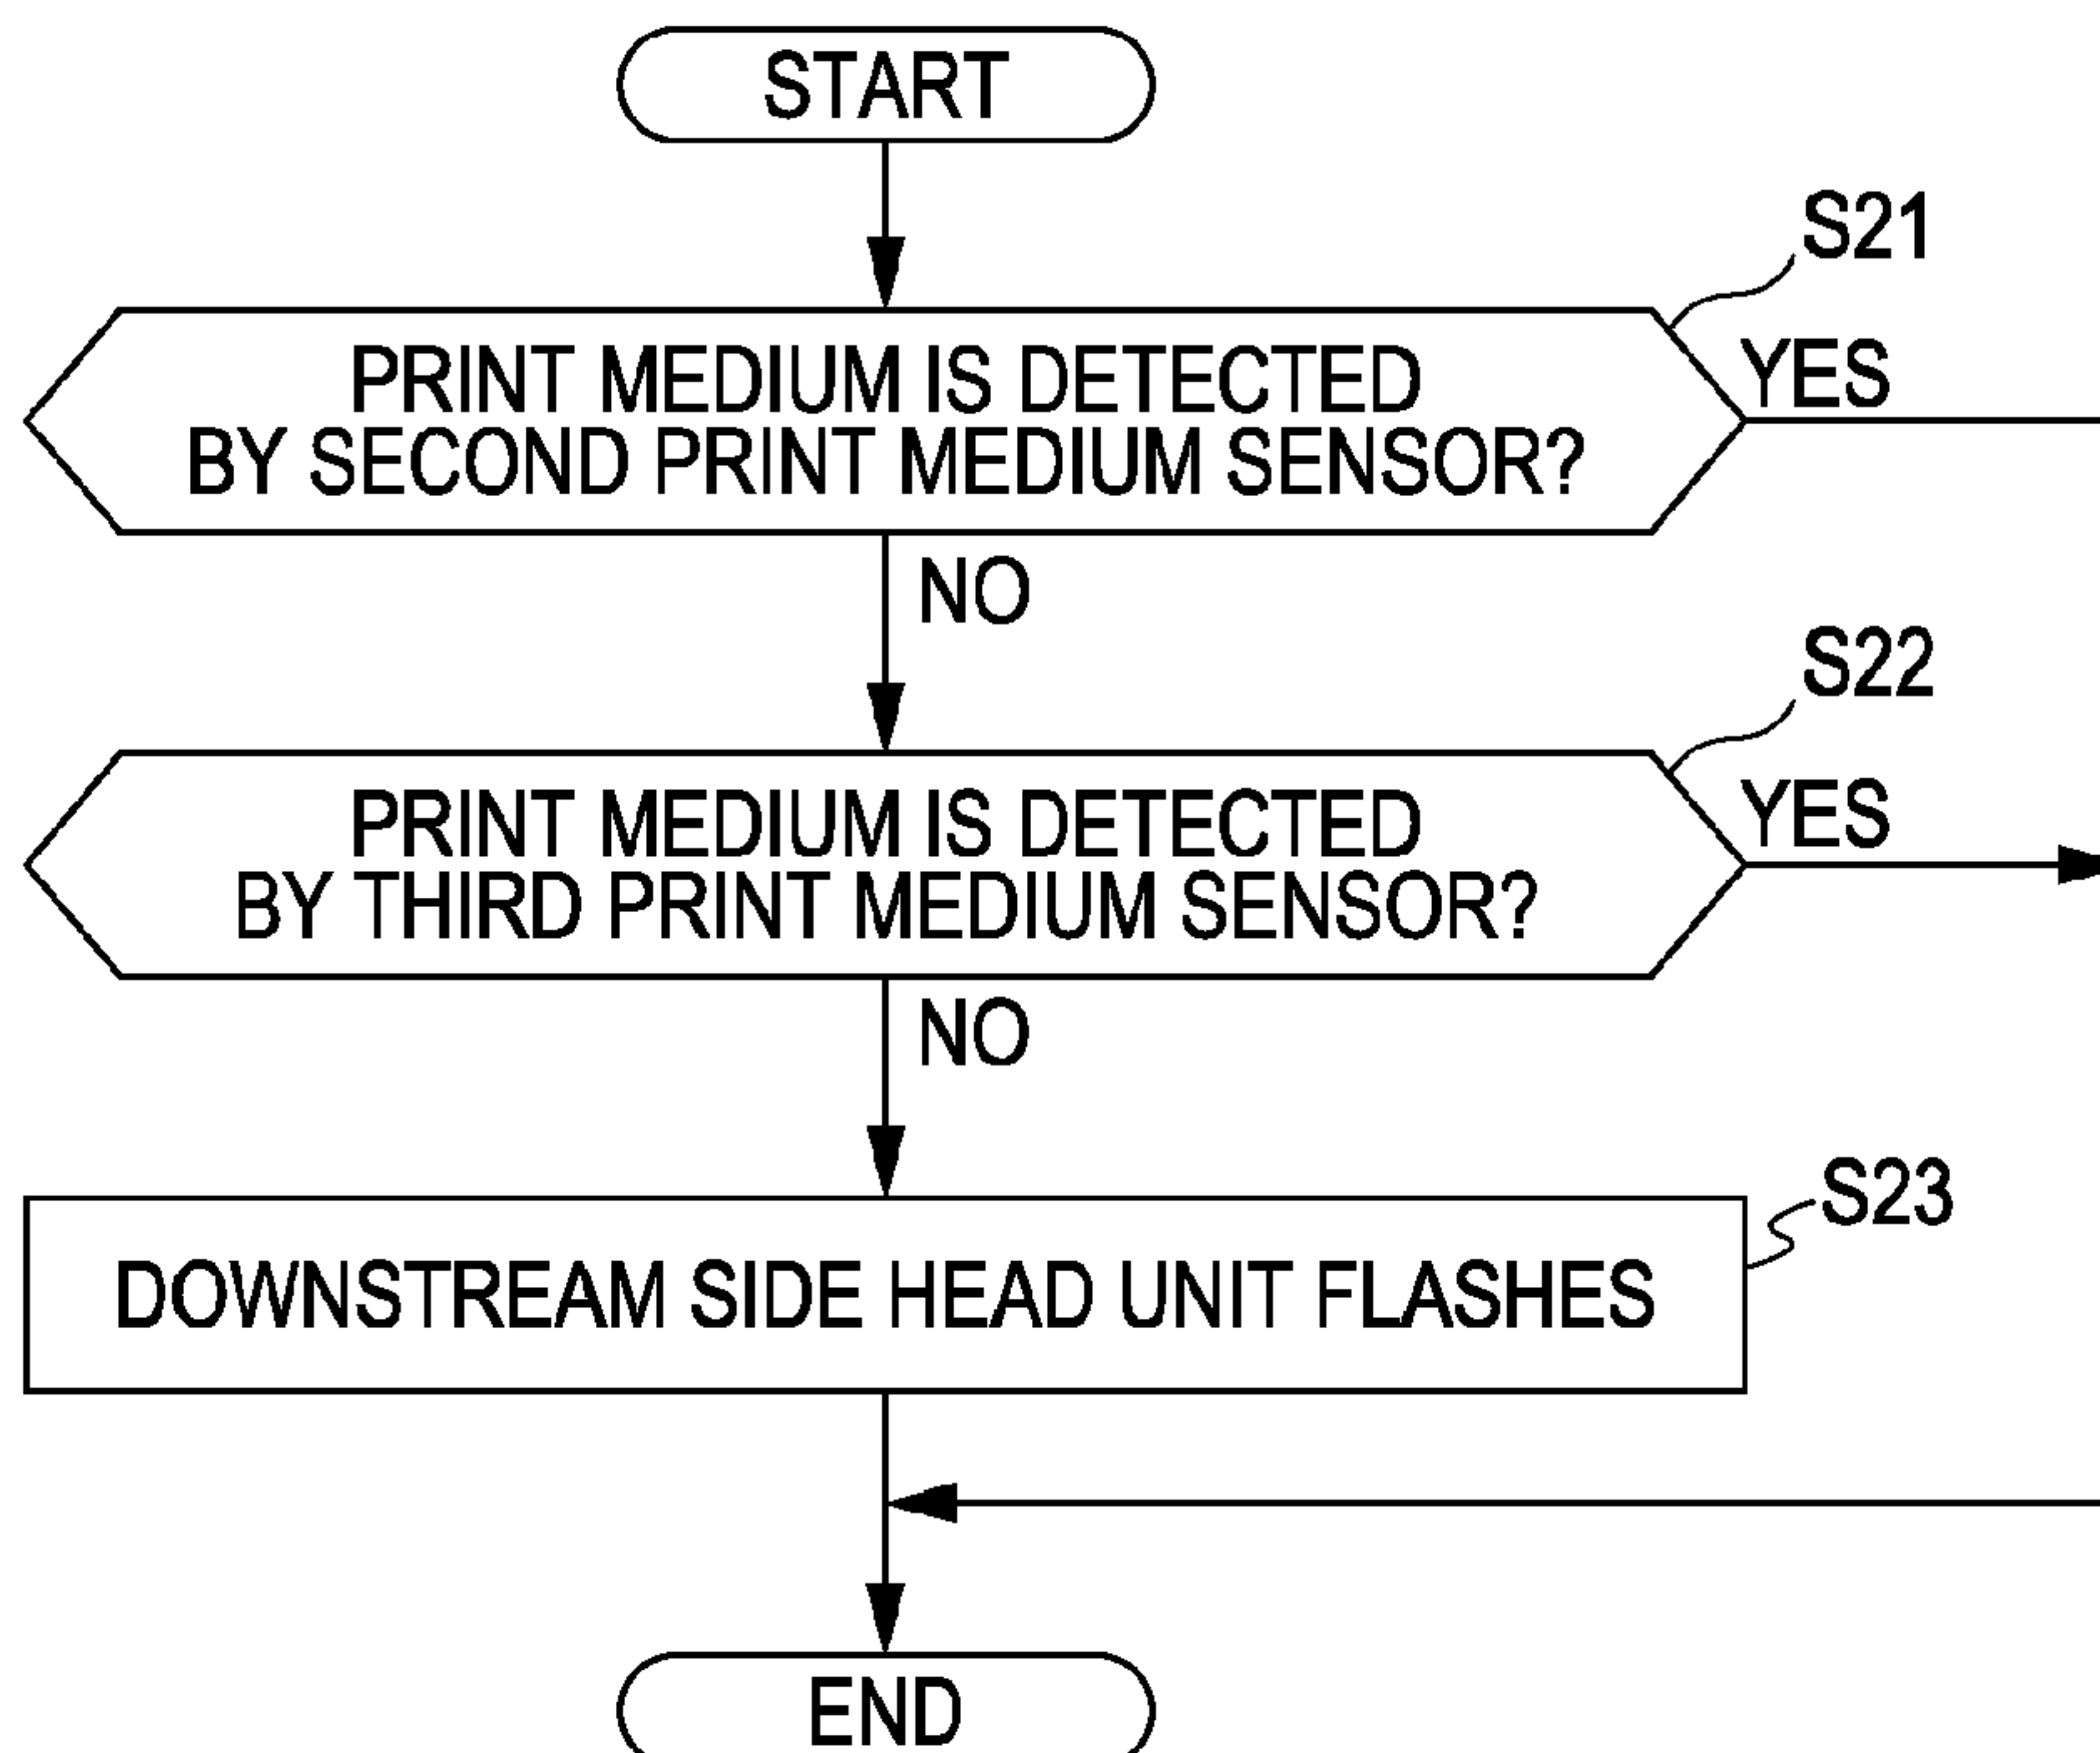 START
S21
PRINT MEDIUM IS DETECTED
BY SECOND PRINT MEDIUM SENSOR?
YES
NO
S22
PRINT MEDIUM IS DETECTED
BY THIRD PRINT MEDIUM SENSOR?
YES
NO
S23
DOWNSTREAM SIDE HEAD UNIT FLASHES
END